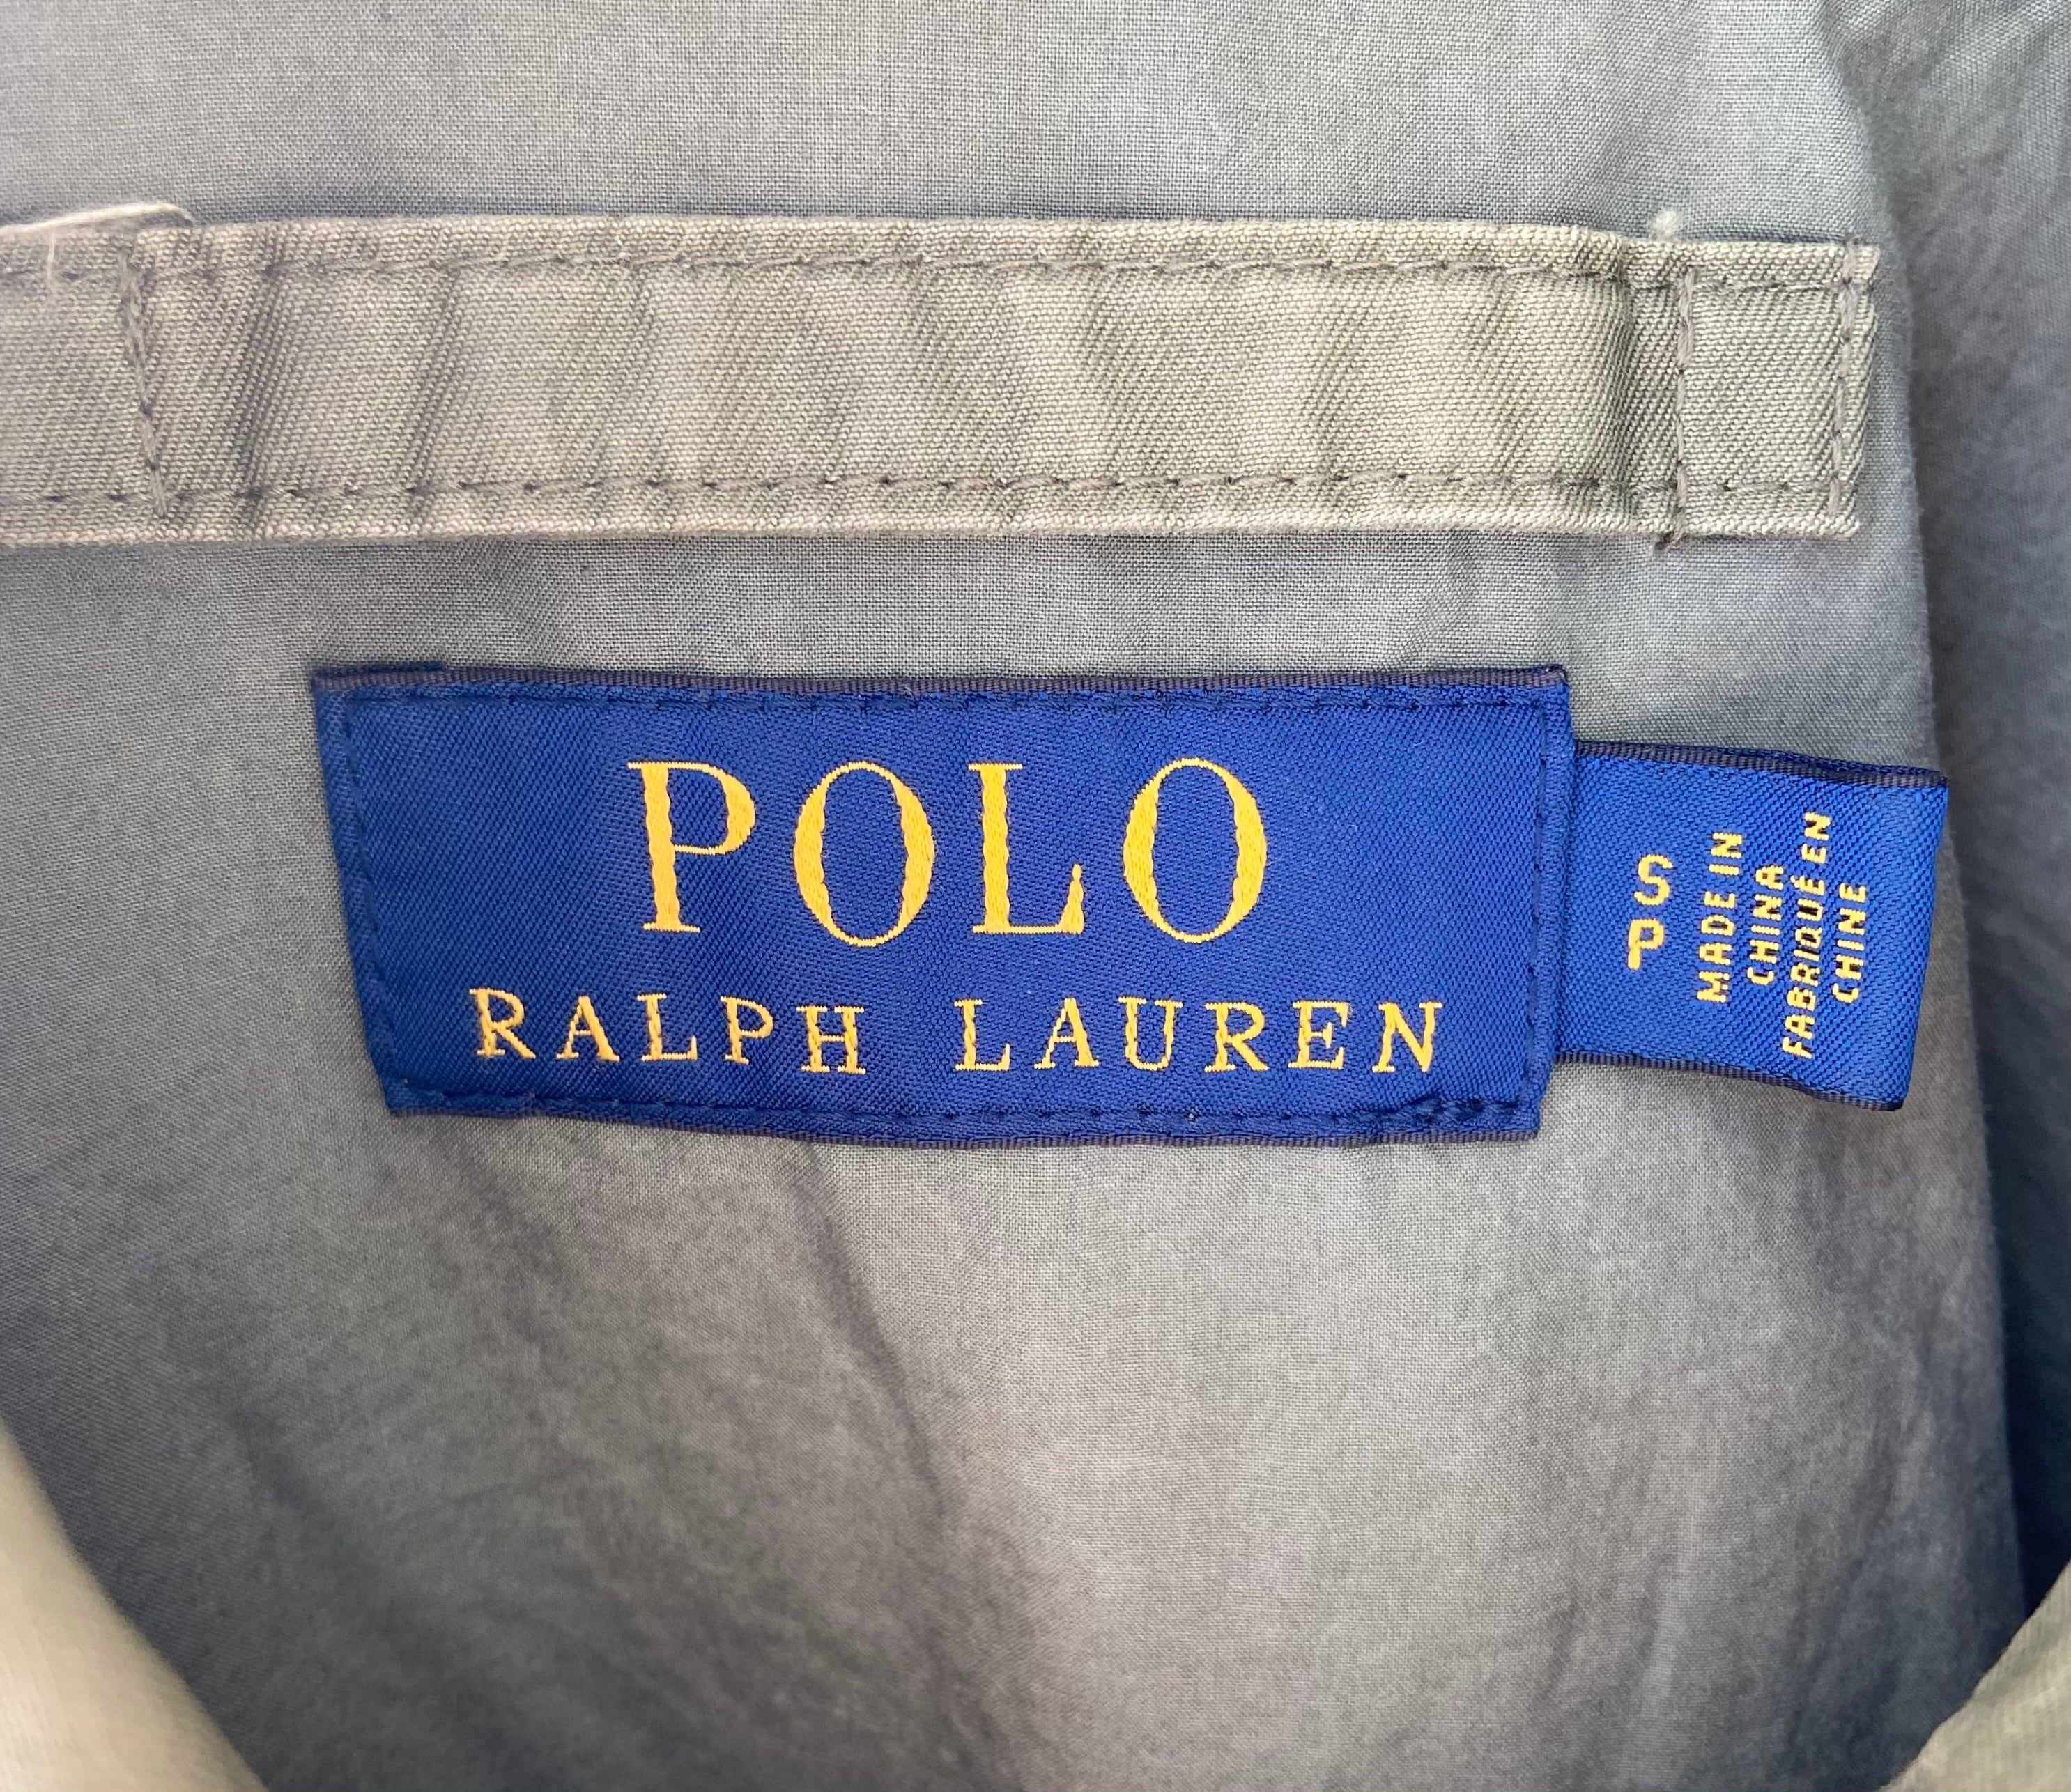 POLO
RALPH LAUREN
S
P
MADE IN
CHINA
FABRIQUÉ EN
CHINE